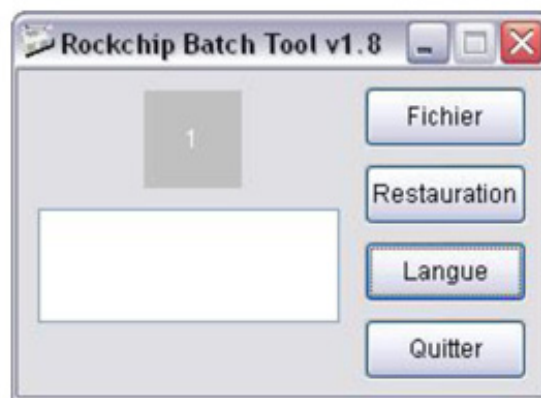 Rockchip Batch Tool v1.8
1
Fichier
Restauration
Langue
Quitter